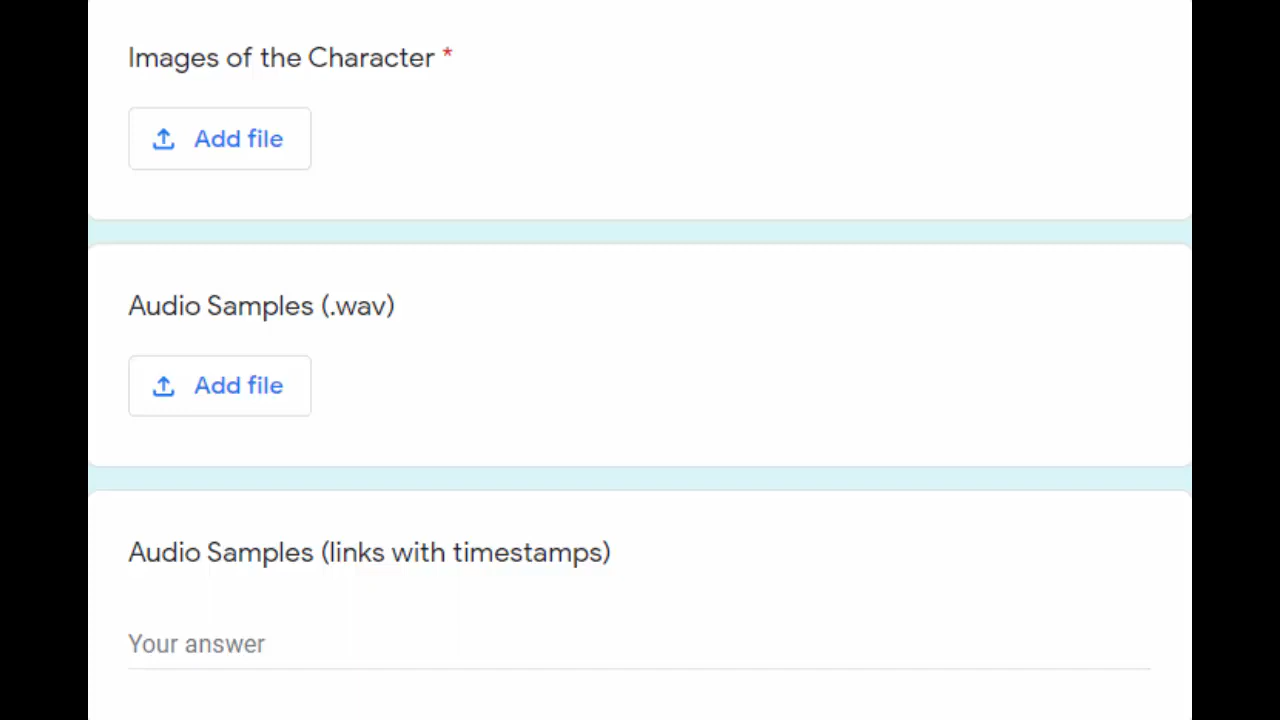 Images of the Character *
Add file
Audio Samples (.wav)
Add file
Audio Samples (links with timestamps)
Your answer